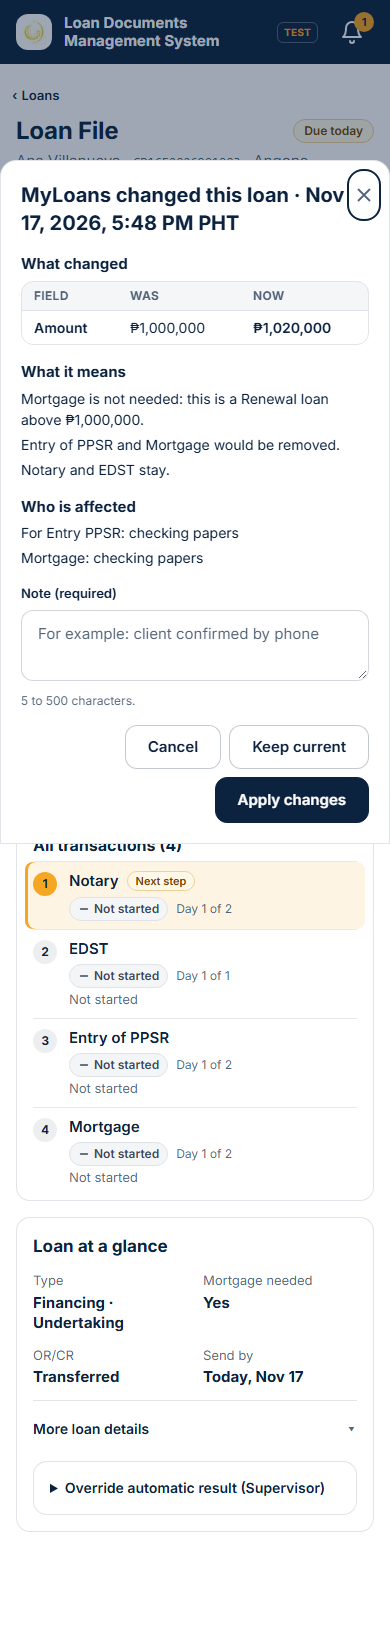 Loan Documents
Management System
TEST
1
‹ Loans
Loan File
Due today
MyLoans changed this loan · Nov
17, 2026, 5:48 PM PHT
What changed
FIELD WAS NOW
Amount ₱1,000,000 ₱1,020,000
What it means
Mortgage is not needed: this is a Renewal loan
above ₱1,000,000.
Entry of PPSR and Mortgage would be removed.
Notary and EDST stay.
Who is affected
For Entry PPSR: checking papers
Mortgage: checking papers
Note (required)
For example: client confirmed by phone
5 to 500 characters.
Cancel
Keep current
Apply changes
All transactions (4)
1 Notary Next step
– Not started Day 1 of 2
2 EDST
– Not started Day 1 of 1
Not started
3 Entry of PPSR
– Not started Day 1 of 2
Not started
4 Mortgage
– Not started Day 1 of 2
Not started
Loan at a glance
Type Mortgage needed
Financing · Yes
Undertaking
OR/CR Send by
Transferred Today, Nov 17
More loan details ▾
▶ Override automatic result (Supervisor)